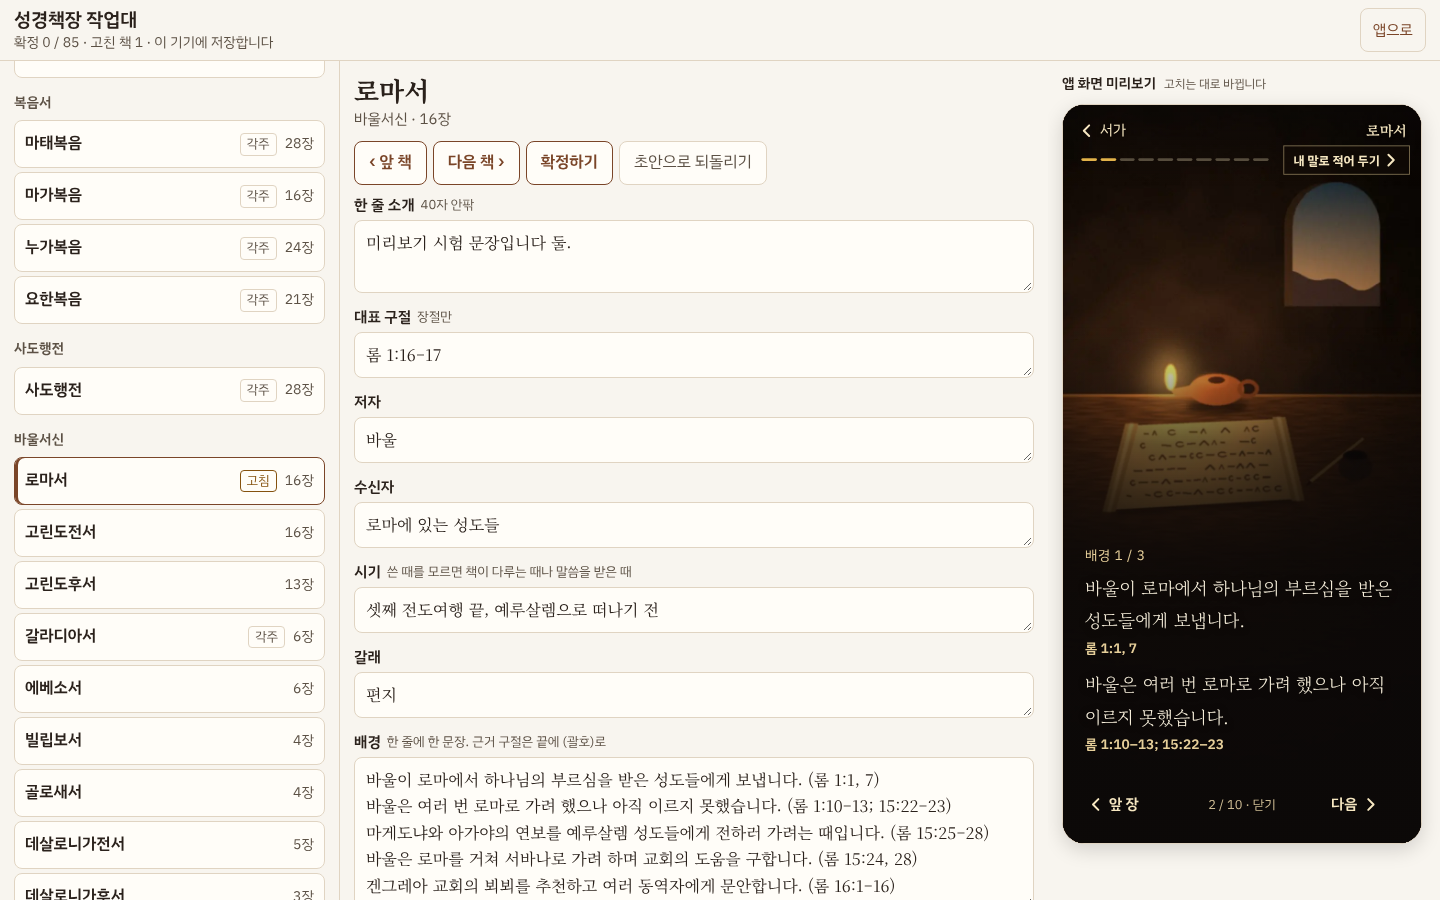 성경책장 작업대
확정 0 / 85 · 고친 책 1 · 이 기기에 저장합니다
앱으로
복음서
마태복음 각주 28장
마가복음 각주 16장
누가복음 각주 24장
요한복음 각주 21장
사도행전
사도행전 각주 28장
바울서신
로마서 고침 16장
고린도전서 16장
고린도후서 13장
갈라디아서 각주 6장
에베소서 6장
빌립보서 4장
골로새서 4장
데살로니가전서 5장
데살로니가후서 3장
로마서
바울서신 · 16장
‹ 앞 책
다음 책 ›
확정하기
초안으로 되돌리기
한 줄 소개 40자 안팎
미리보기 시험 문장입니다 둘.
대표 구절 장절만
롬 1:16–17
저자
바울
수신자
로마에 있는 성도들
시기 쓴 때를 모르면 책이 다루는 때나 말씀을 받은 때
셋째 전도여행 끝, 예루살렘으로 떠나기 전
갈래
편지
배경 한 줄에 한 문장. 근거 구절은 끝에 (괄호)로
바울이 로마에서 하나님의 부르심을 받은 성도들에게 보냅니다. (롬 1:1, 7)
바울은 여러 번 로마로 가려 했으나 아직 이르지 못했습니다. (롬 1:10–13; 15:22–23)
마게도냐와 아가야의 연보를 예루살렘 성도들에게 전하러 가려는 때입니다. (롬 15:25–28)
바울은 로마를 거쳐 서바나로 가려 하며 교회의 도움을 구합니다. (롬 15:24, 28)
겐그레아 교회의 뵈뵈를 추천하고 여러 동역자에게 문안합니다. (롬 16:1–16)
앱 화면 미리보기 고치는 대로 바뀝니다
서가
로마서
내 말로 적어 두기
배경 1 / 3
바울이 로마에서 하나님의 부르심을 받은
성도들에게 보냅니다.
롬 1:1, 7
바울은 여러 번 로마로 가려 했으나 아직
이르지 못했습니다.
롬 1:10–13; 15:22–23
앞 장
2 / 10 · 닫기
다음